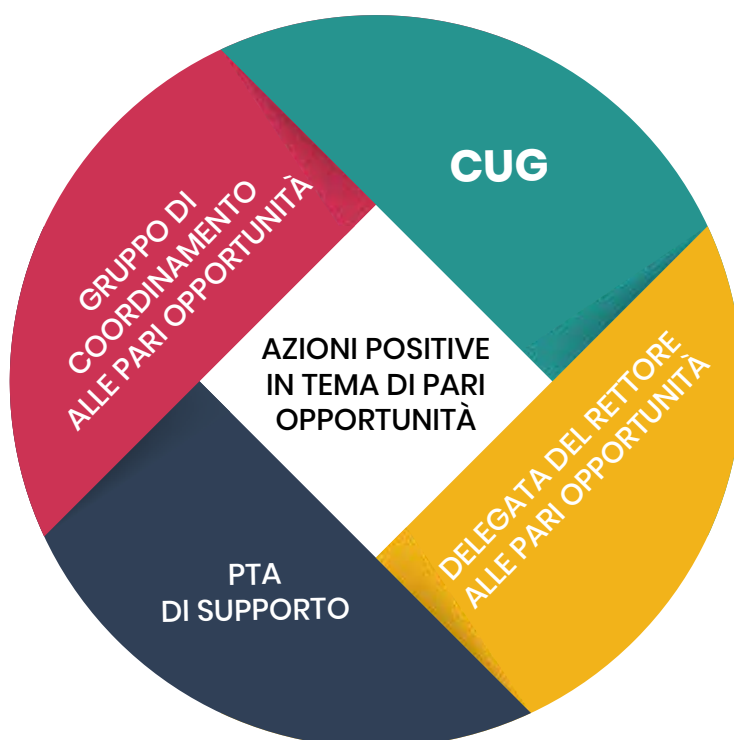 CUG
GRUPPO DI
COORDINAMENTO
ALLE PARI OPPORTUNITÀ
AZIONI POSITIVE
IN TEMA DI PARI
OPPORTUNITÀ
DELEGATA DEL RETTORE
ALLE PARI OPPORTUNITÀ
PTA
DI SUPPORTO